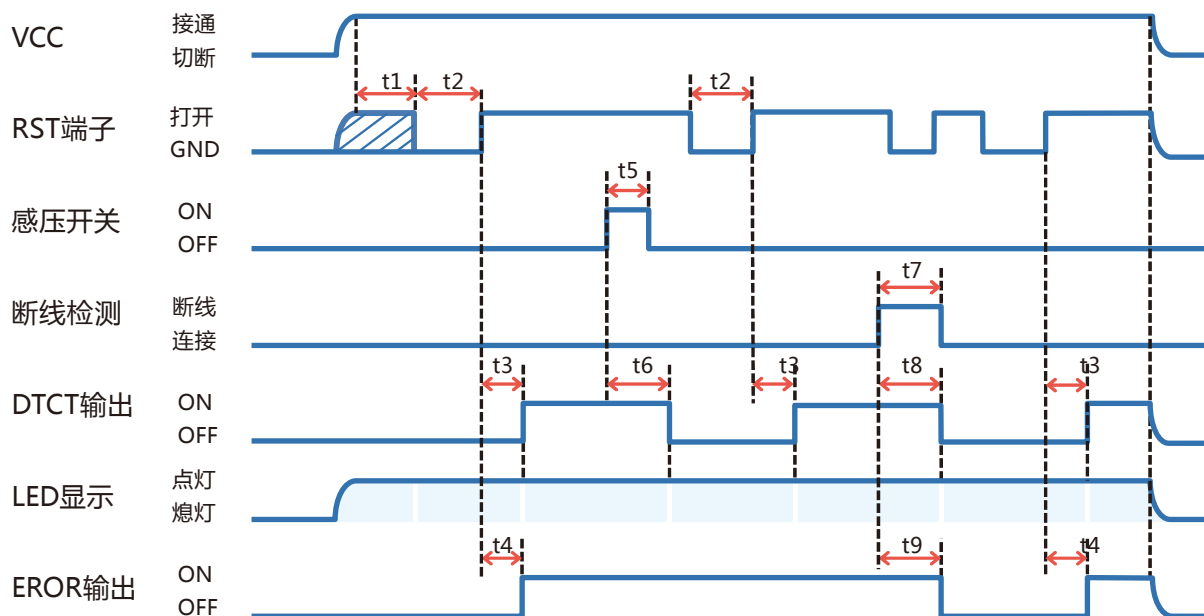 VCC 接通
切断
t1 t2 t2
RST端子 打开
GND
t5
感压开关 ON
OFF
t7
断线检测 断线
连接
t3 t6 t3 t8 t3
DTCT输出 ON
OFF
LED显示 点灯
熄灯
t4 t9 t4
EROR输出 ON
OFF